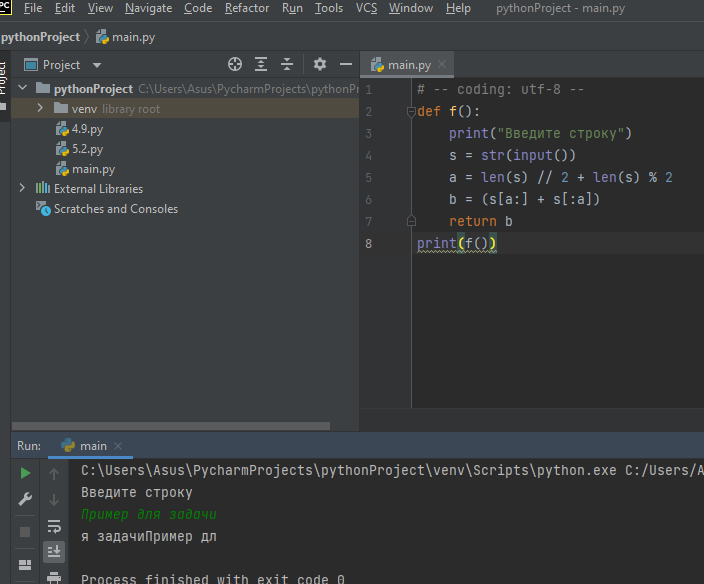 File Edit View Navigate Code Refactor Run Tools VCS Window Help pythonProject - main.py
pythonProject main.py
Project
Project
main.py
pythonProject C:\Users\Asus\PycharmProjects\pythonPr
venv library root
4.9.py
5.2.py
main.py
External Libraries
Scratches and Consoles
1 # -- coding: utf-8 --
2 def f():
3 print("Введите строку")
4 s = str(input())
5 a = len(s) // 2 + len(s) % 2
6 b = (s[a:] + s[:a])
7 return b
8 print(f())
Run: main
C:\Users\Asus\PycharmProjects\pythonProject\venv\Scripts\python.exe C:/Users/A
Введите строку
Пример для задачи
я задачиПример дл
Process finished with exit code 0